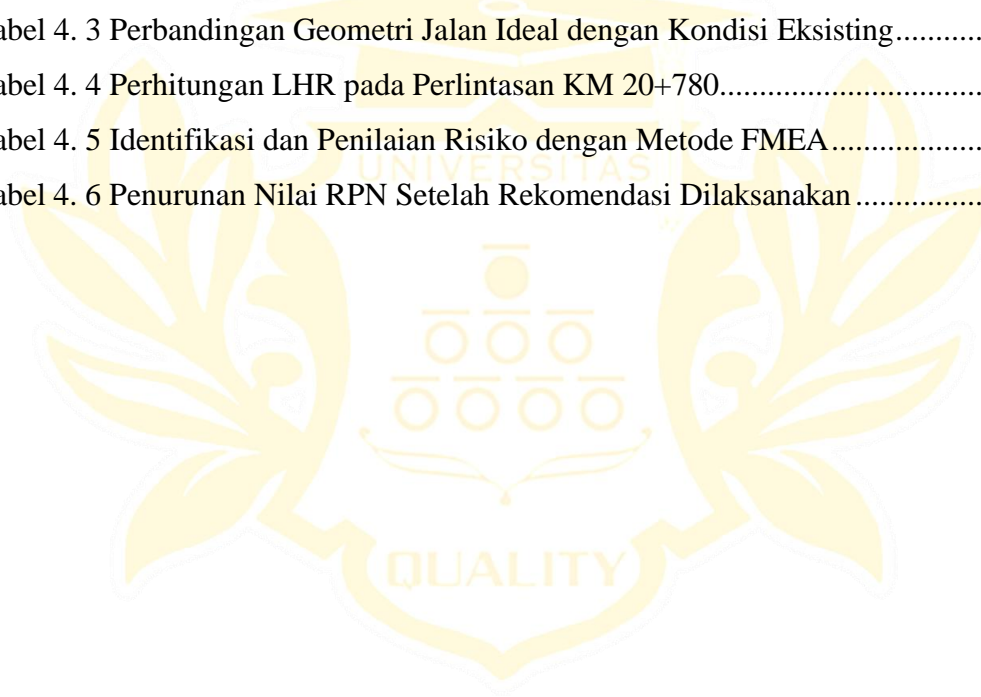 abel 4. 3 Perbandingan Geometri Jalan Ideal dengan Kondisi Eksisting...........
abel 4. 4 Perhitungan LHR pada Perlintasan KM 20+780.................................
abel 4. 5 Identifikasi dan Penilaian Risiko dengan Metode FMEA...................
UNIVERSITAS
abel 4. 6 Penurunan Nilai RPN Setelah Rekomendasi Dilaksanakan................
QUALITY